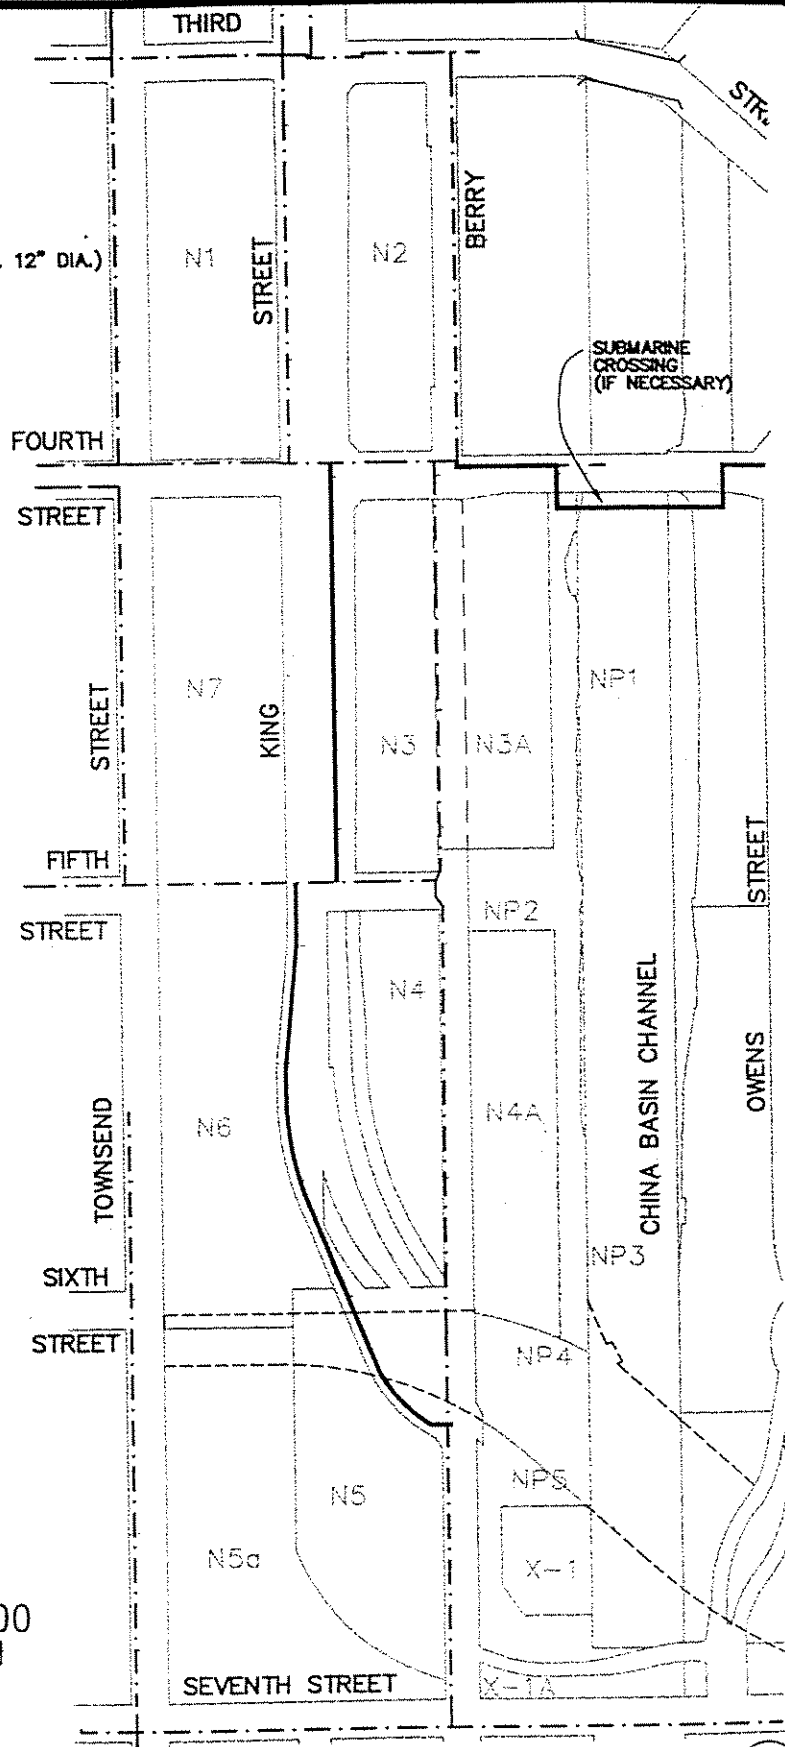 THIRD
STR.
N1
N2
BERRY
STREET
. 12" DIA.)
SUBMARINE
CROSSING
(IF NECESSARY)
FOURTH
STREET
N7
NP1
STREET
KING
N3
N3A
FIFTH
STREET
STREET
NP2
N4
CHINA BASIN CHANNEL
OWENS
N4A
N6
TOWNSEND
NP3
SIXTH
STREET
NP4
NP5
N5
N5a
X-1
00
SEVENTH STREET
X-1A